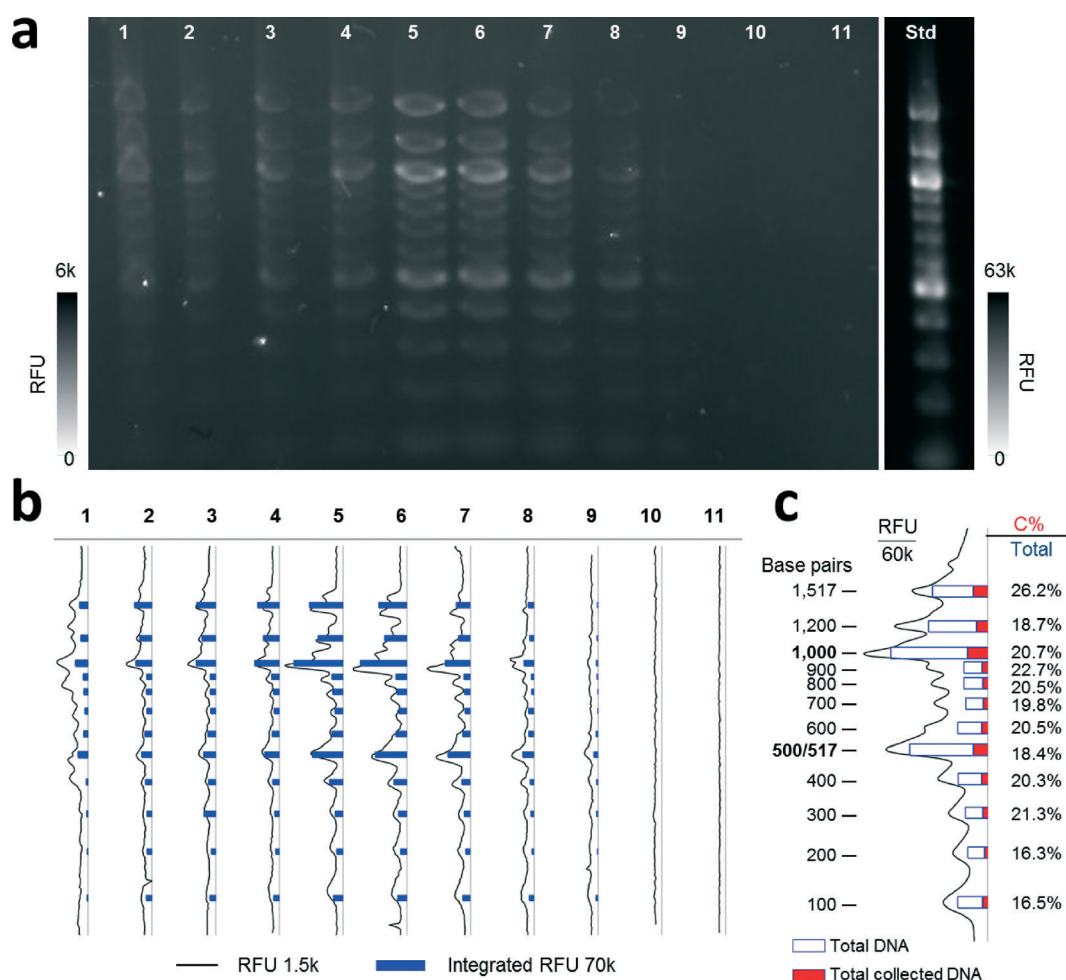 a
1 2 3 4 5 6 7 8 9 10 11 Std
6k
RFU
0
63k
RFU
0
b
1 2 3 4 5 6 7 8 9 10 11
RFU 1.5k
Integrated RFU 70k
c
RFU
60k
C%
Total
Base pairs
1,517 — 26.2%
1,200 — 18.7%
1,000 — 20.7%
900 — 22.7%
800 — 20.5%
700 — 19.8%
600 — 20.5%
500/517 — 18.4%
400 — 20.3%
300 — 21.3%
200 — 16.3%
100 — 16.5%
Total DNA
Total collected DNA